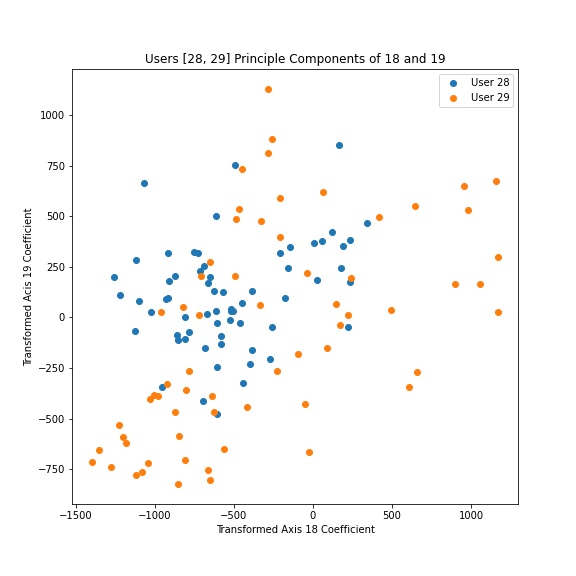 Users [28, 29] Principle Components of 18 and 19
User 28
User 29
1000
750
500
250
0
−250
−500
−750
Transformed Acis 19 Coefficient
−1500
−1000
−500
0
500
1000
Transformed Axis 18 Coefficient